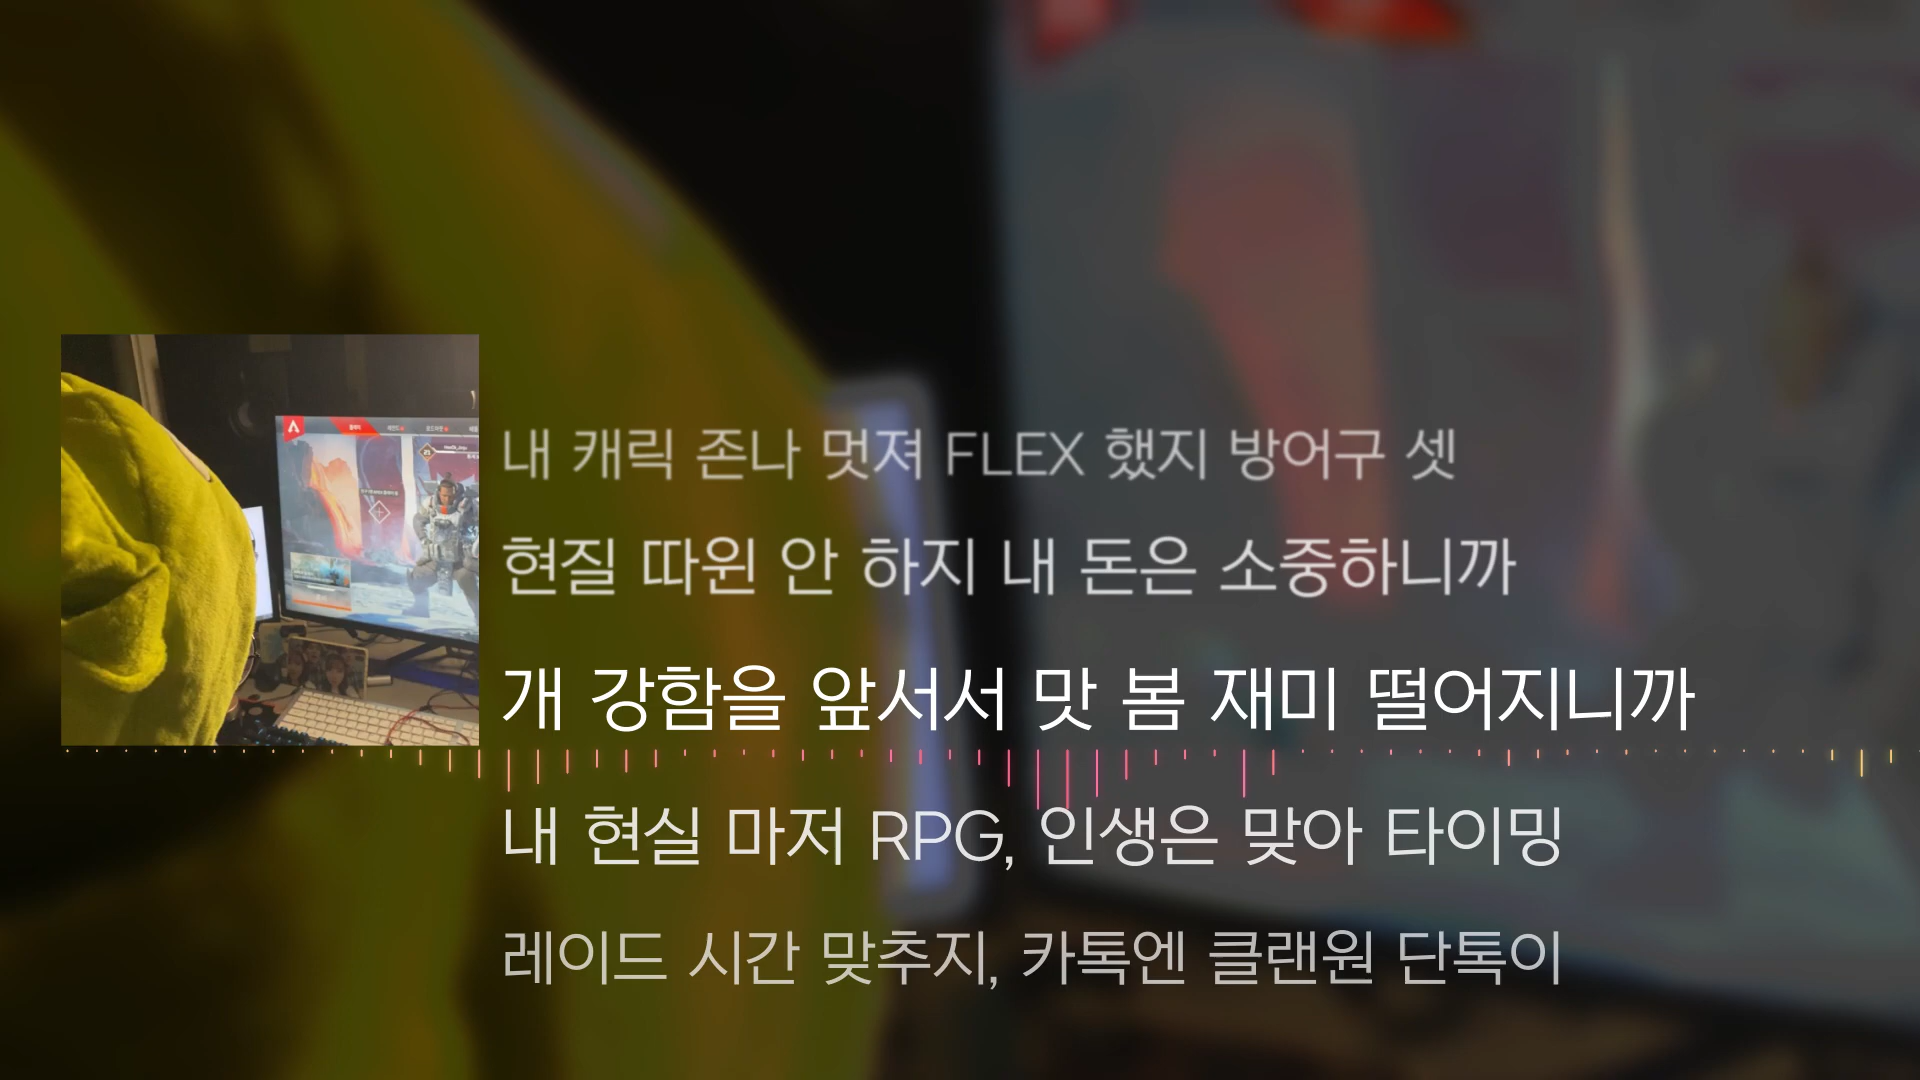 내 캐릭 존나 멋져 FLEX 했지 방어구 셋
현질 따윈 안 하지 내 돈은 소중하니까
개 강함을 앞서서 맛 봄 재미 떨어지니까
내 현실 마저 RPG, 인생은 맞아 타이밍
레이드 시간 맞추지, 카톡엔 클랜원 단톡이